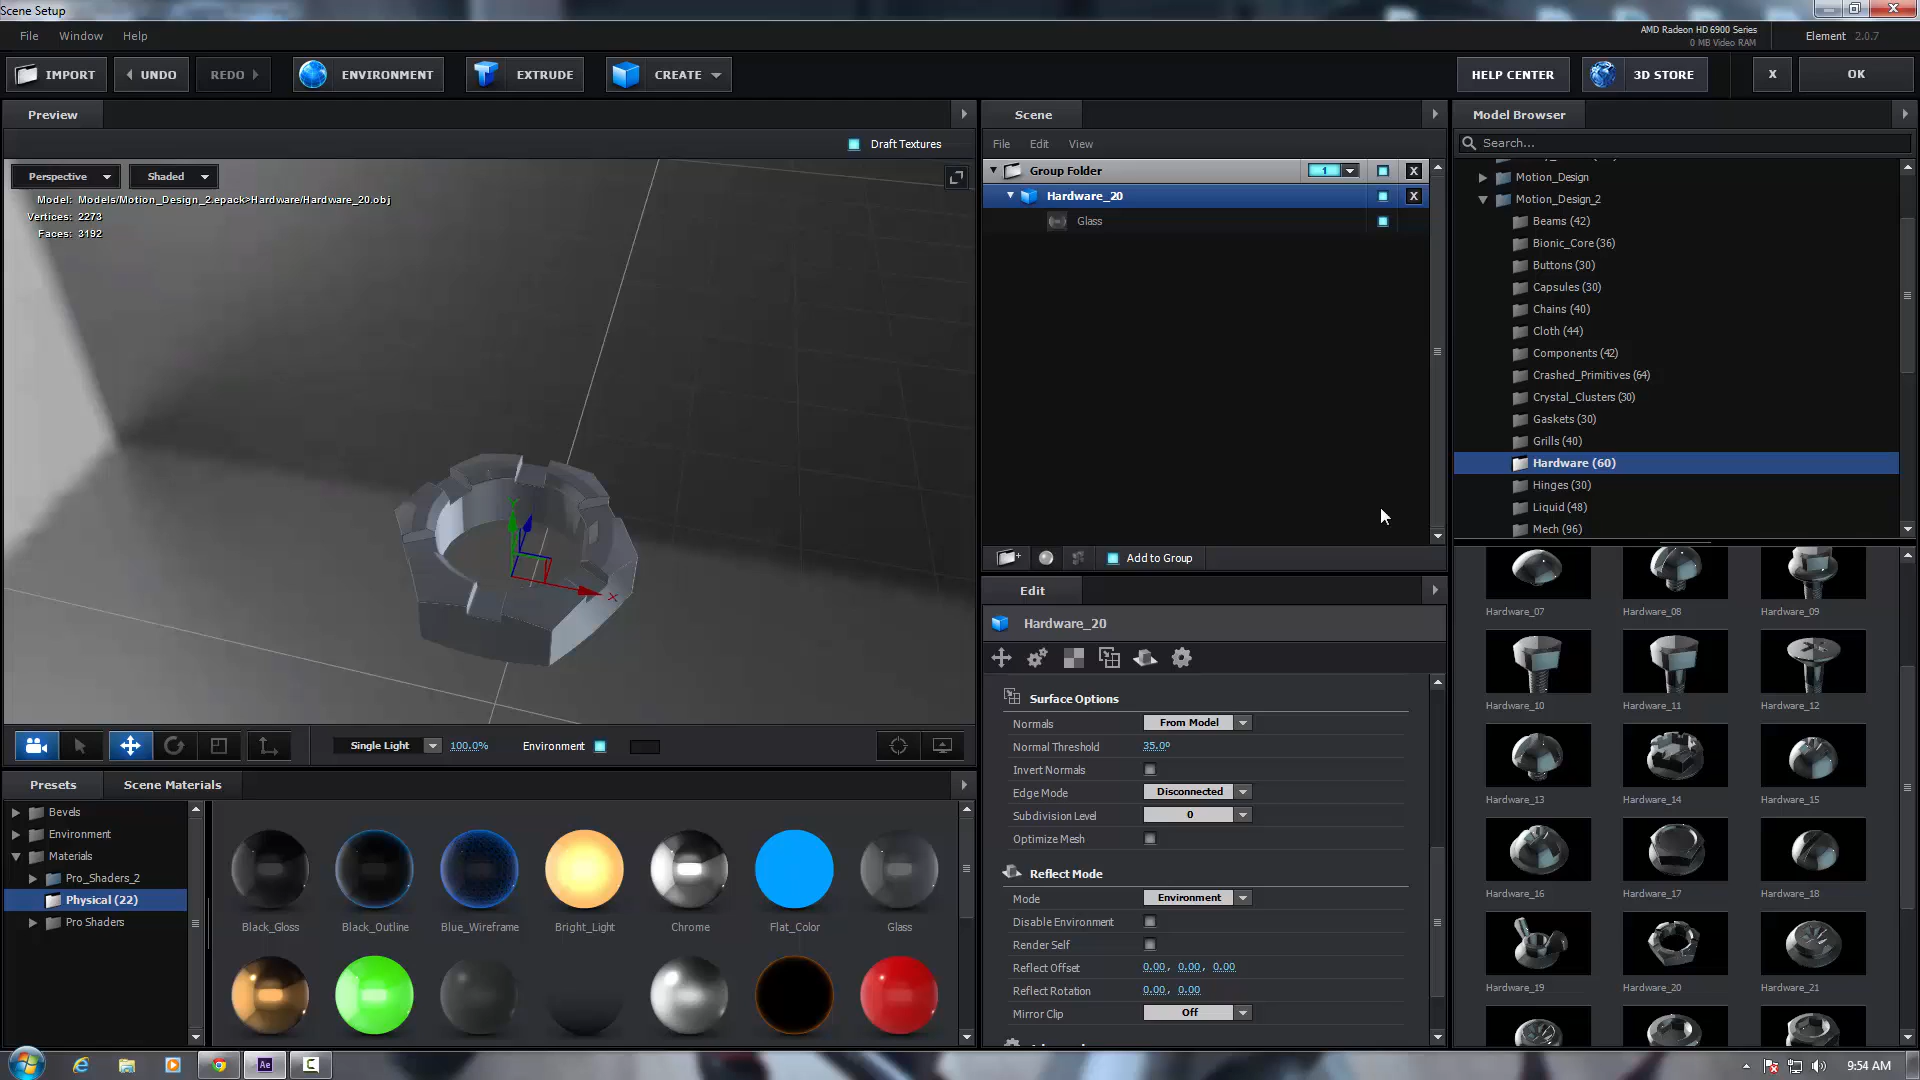 Scene Setup
File Window Help
AMD Radeon HD 6900 Series
0 MB Video RAM
Element 2.0.7
IMPORT UNDO REDO ENVIRONMENT EXTRUDE CREATE HELP CENTER 3D STORE X OK
Preview
Draft Textures
Perspective Shaded
Model: Models/Motion_Design_2.epack>Hardware/Hardware_20.obj
Vertices: 2273
Faces: 3192
X
Single Light 100.0% Environment
Scene
File Edit View
Group Folder 1 X
Hardware_20 X
Glass
Add to Group
Edit
Hardware_20
Surface Options
Normals From Model
Normal Threshold 35.0º
Invert Normals
Edge Mode Disconnected
Subdivision Level 0
Optimize Mesh
Reflect Mode
Mode Environment
Disable Environment
Render Self
Reflect Offset 0.00, 0.00, 0.00
Reflect Rotation 0.00, 0.00
Mirror Clip Off
Model Browser
Search...
Motion_Design
Motion_Design_2
Beams (42)
Bionic_Core (36)
Buttons (30)
Capsules (30)
Chains (40)
Cloth (44)
Components (42)
Crashed_Primitives (64)
Crystal_Clusters (30)
Gaskets (30)
Grills (40)
Hardware (60)
Hinges (30)
Liquid (48)
Mech (96)
Hardware_07 Hardware_08 Hardware_09
Hardware_10 Hardware_11 Hardware_12
Hardware_13 Hardware_14 Hardware_15
Hardware_16 Hardware_17 Hardware_18
Hardware_19 Hardware_20 Hardware_21
Presets Scene Materials
Bevels
Environment
Materials
Pro_Shaders_2
Physical (22)
Pro Shaders
Black_Gloss Black_Outline Blue_Wireframe Bright_Light Chrome Flat_Color Glass
Ae
9:54 AM